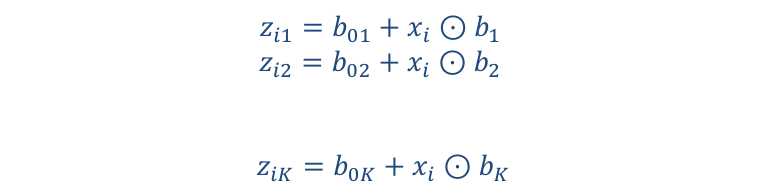 z_{i1} = b_{01} + x_i ⊙ b_1
z_{i2} = b_{02} + x_i ⊙ b_2
z_{iK} = b_{0K} + x_i ⊙ b_K